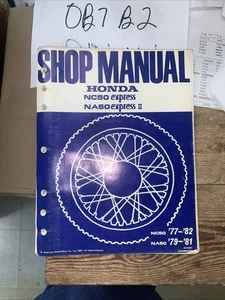 OB7 B2
SHOP MANUAL
HONDA
NC50 express
NA50 express II
NC50 '77-'82
NA50 '79-'81